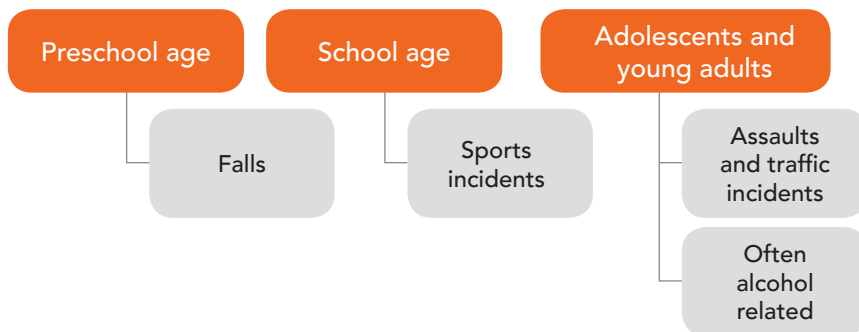 Preschool age
School age
Adolescents and
young adults
Falls
Sports
incidents
Assaults
and traffic
incidents
Often
alcohol
related